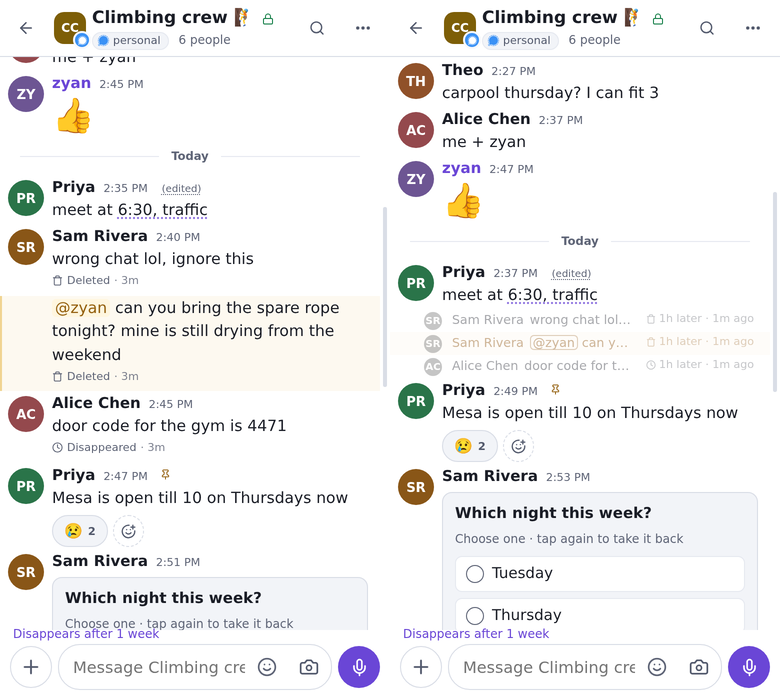 CC
Climbing crew
personal
6 people
me + zyan
ZY
zyan 2:45 PM
Today
PR
Priya 2:35 PM (edited)
meet at 6:30, traffic
SR
Sam Rivera 2:40 PM
wrong chat lol, ignore this
Deleted · 3m
@zyan can you bring the spare rope
tonight? mine is still drying from the
weekend
Deleted · 3m
AC
Alice Chen 2:45 PM
door code for the gym is 4471
Disappeared · 3m
PR
Priya 2:47 PM
Mesa is open till 10 on Thursdays now
2
SR
Sam Rivera 2:51 PM
Which night this week?
Choose one · tap again to take it back
Disappears after 1 week
Message Climbing cre
CC
Climbing crew
personal
6 people
TH
Theo 2:27 PM
carpool thursday? I can fit 3
AC
Alice Chen 2:37 PM
me + zyan
ZY
zyan 2:47 PM
Today
PR
Priya 2:37 PM (edited)
meet at 6:30, traffic
SR Sam Rivera wrong chat lol... 1h later · 1m ago
SR Sam Rivera @zyan can y... 1h later · 1m ago
AC Alice Chen door code for t... 1h later · 1m ago
PR
Priya 2:49 PM
Mesa is open till 10 on Thursdays now
2
SR
Sam Rivera 2:53 PM
Which night this week?
Choose one · tap again to take it back
Tuesday
Thursday
Disappears after 1 week
Message Climbing cre